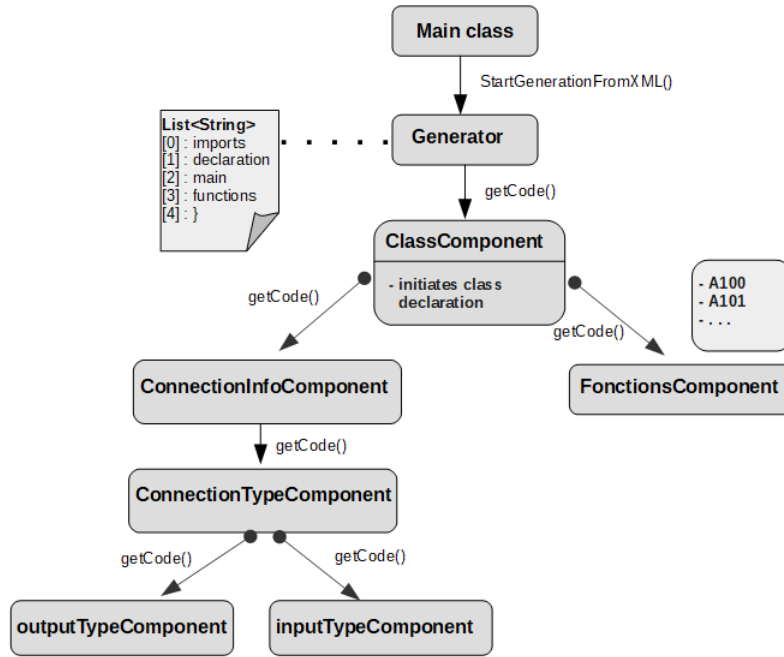 Main class
StartGenerationFromXML()
List<String>
[0] : imports
[1] : declaration
[2] : main
[3] : functions
[4] : }
Generator
getCode()
ClassComponent
- initiates class
declaration
- A100
- A101
- . . .
getCode()
getCode()
ConnectionInfoComponent
FonctionsComponent
getCode()
ConnectionTypeComponent
getCode()
getCode()
outputTypeComponent
inputTypeComponent